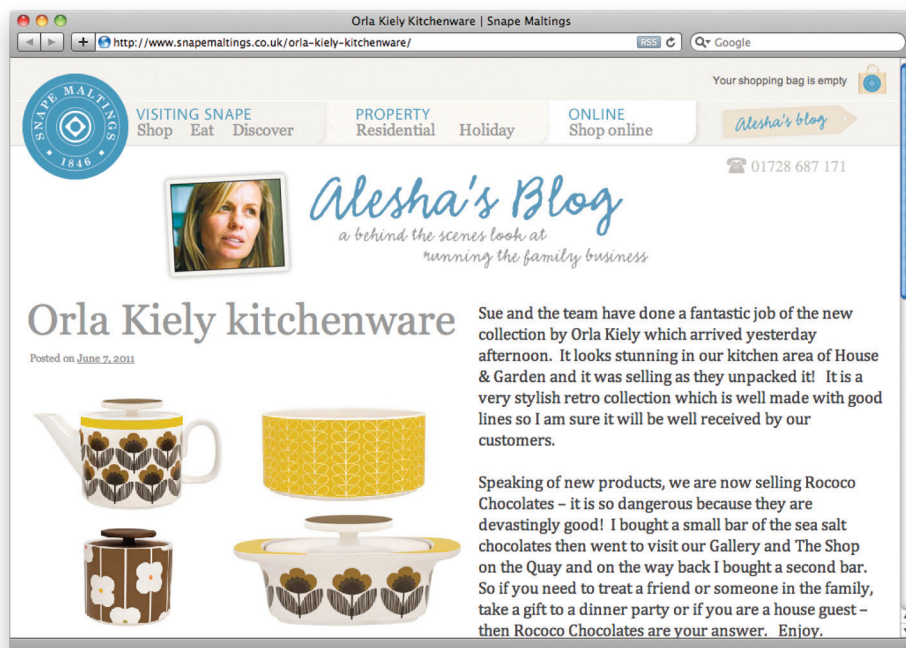 Orla Kiely Kitchenware | Snape Maltings
http://www.snapemaltings.co.uk/orla-kiely-kitchenware/
RSS
Google
Your shopping bag is empty
SNAPE MALTINGS
1846
VISITING SNAPE
Shop Eat Discover
PROPERTY
Residential Holiday
ONLINE
Shop online
Alesha's blog
01728 687 171
Alesha's Blog
a behind the scenes look at
running the family business
Orla Kiely kitchenware
Posted on June 7, 2011
Sue and the team have done a fantastic job of the new
collection by Orla Kiely which arrived yesterday
afternoon. It looks stunning in our kitchen area of House
& Garden and it was selling as they unpacked it! It is a
very stylish retro collection which is well made with good
lines so I am sure it will be well received by our
customers.
Speaking of new products, we are now selling Rococo
Chocolates – it is so dangerous because they are
devastingly good! I bought a small bar of the sea salt
chocolates then went to visit our Gallery and The Shop
on the Quay and on the way back I bought a second bar.
So if you need to treat a friend or someone in the family,
take a gift to a dinner party or if you are a house guest –
then Rococo Chocolates are your answer. Enjoy.